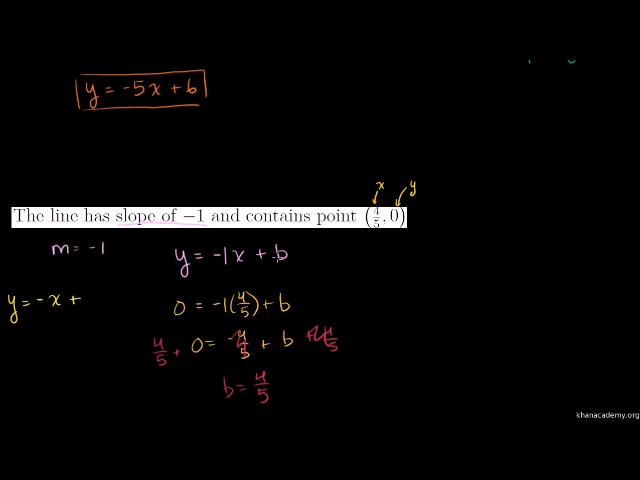 y = -5x + 6
x y
The line has slope of −1 and contains point (4/5, 0)
m = -1
y = -1x + b
y = -x +
0 = -1(4/5) + b
4/5 + 0 = -4/5 + b + 4/5
b = 4/5
khanacademy.org